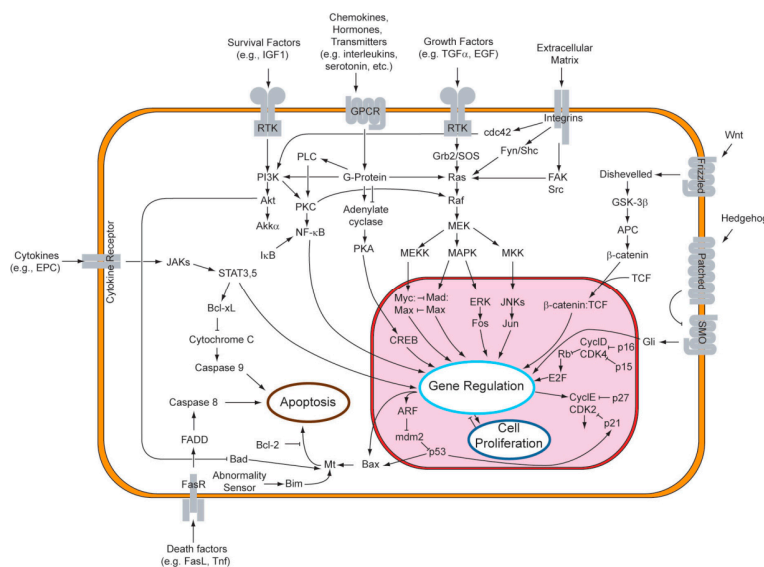 Chemokines,
Hormones,
Transmitters
(e.g. interleukins,
serotonin, etc.)
Survival Factors
(e.g., IGF1)
Growth Factors
(e.g. TGFα, EGF)
Extracellular
Matrix
RTK
GPCR
RTK
Integrins
cdc42
Grb2/SOS
Fyn/Shc
PLC
PI3K
G-Protein
Ras
FAK
Src
Wnt
Frizzled
Dishevelled
GSK-3β
APC
β-catenin
TCF
β-catenin:TCF
Akt
Akkα
PKC
NF-κB
IκB
Adenylate
cyclase
PKA
Raf
MEK
MEKK
MAPK
MKK
Hedgehog
Patched
SMO
Gli
Cytokines
(e.g., EPC)
Cytokine Receptor
JAKs
STAT3,5
Bcl-xL
Cytochrome C
Caspase 9
Caspase 8
FADD
FasR
Death factors
(e.g. FasL, Tnf)
Apoptosis
Bcl-2
Bad
Mt
Bax
Abnormality
Sensor
Bim
Myc:
Max
Mad:
Max
ERK
Fos
JNKs
Jun
CREB
Gene Regulation
CyclD
CDK4
p16
p15
Rb
E2F
CyclE
CDK2
p27
p21
ARF
mdm2
p53
Cell
Proliferation